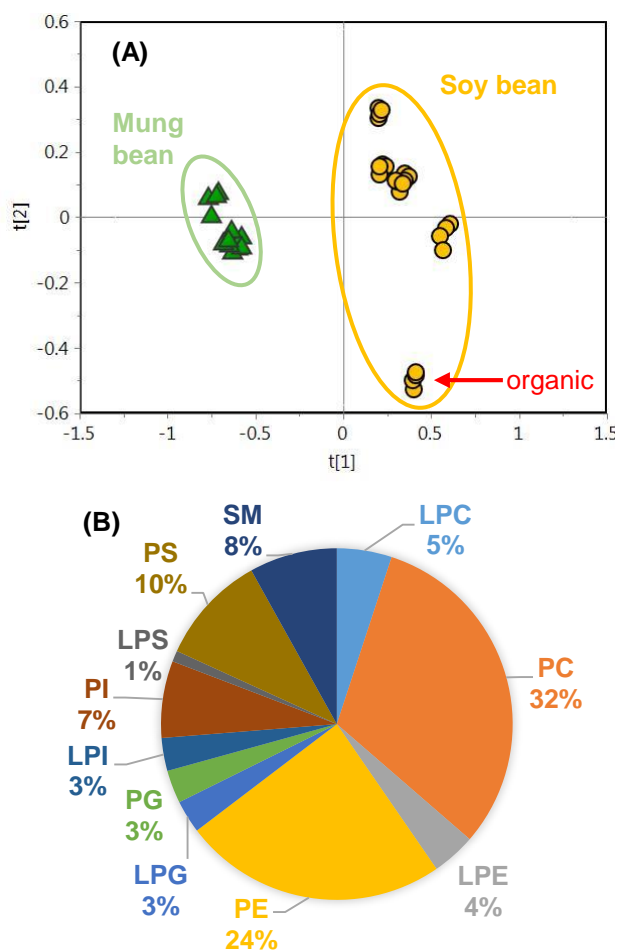 (A)
0.6
0.4
0.2
0
-0.2
-0.4
-0.6
t[2]
Mung
bean
Soy bean
organic
-1.5
-1
-0.5
0
0.5
1
1.5
t[1]
(B)
SM
8%
LPC
5%
PC
32%
LPE
4%
PE
24%
LPG
3%
PG
3%
LPI
3%
PI
7%
LPS
1%
PS
10%